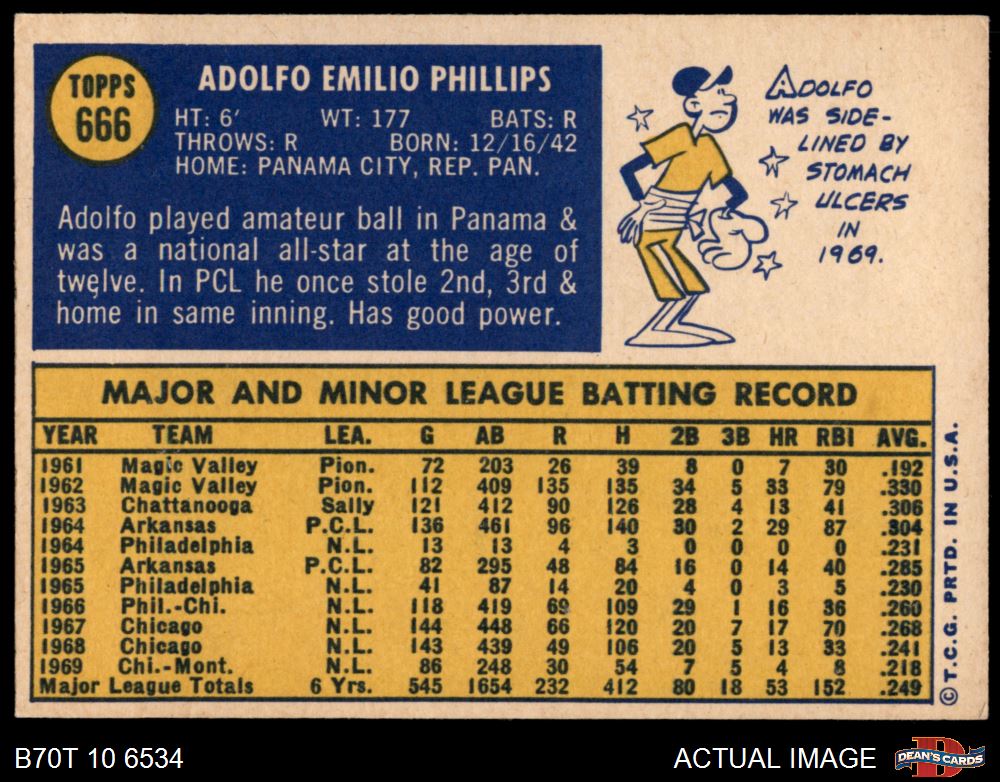 TOPPS
666
ADOLFO EMILIO PHILLIPS
HT: 6′ WT: 177 BATS: R
THROWS: R BORN: 12/16/42
HOME: PANAMA CITY, REP. PAN.
Adolfo played amateur ball in Panama &
was a national all-star at the age of
twelve. In PCL he once stole 2nd, 3rd &
home in same inning. Has good power.
ADOLFO
WAS SIDE-
LINED BY
STOMACH
ULCERS
IN
1969.
MAJOR AND MINOR LEAGUE BATTING RECORD
YEAR TEAM LEA. G AB R H 2B 3B HR RBI AVG.
1961 Magic Valley Pion. 72 203 26 39 8 0 7 30 .192
1962 Magic Valley Pion. 112 409 135 135 34 5 33 79 .330
1963 Chattanooga Sally 121 412 90 126 28 4 13 41 .306
1964 Arkansas P.C.L. 136 461 96 140 30 2 29 87 .304
1964 Philadelphia N.L. 13 13 4 3 0 0 0 0 .231
1965 Arkansas P.C.L. 82 295 48 84 16 0 14 40 .285
1965 Philadelphia N.L. 41 87 14 20 4 0 3 5 .230
1966 Phil.-Chi. N.L. 118 419 69 109 29 1 16 36 .260
1967 Chicago N.L. 144 448 66 120 20 7 17 70 .268
1968 Chicago N.L. 143 439 49 106 20 5 13 33 .241
1969 Chi.-Mont. N.L. 86 248 30 54 7 5 4 8 .218
Major League Totals 6 Yrs. 545 1654 232 412 80 18 53 152 .249
© T.C.G. PRTD. IN U.S.A.
B70T 10 6534
ACTUAL IMAGE
D
DEAN'S CARDS